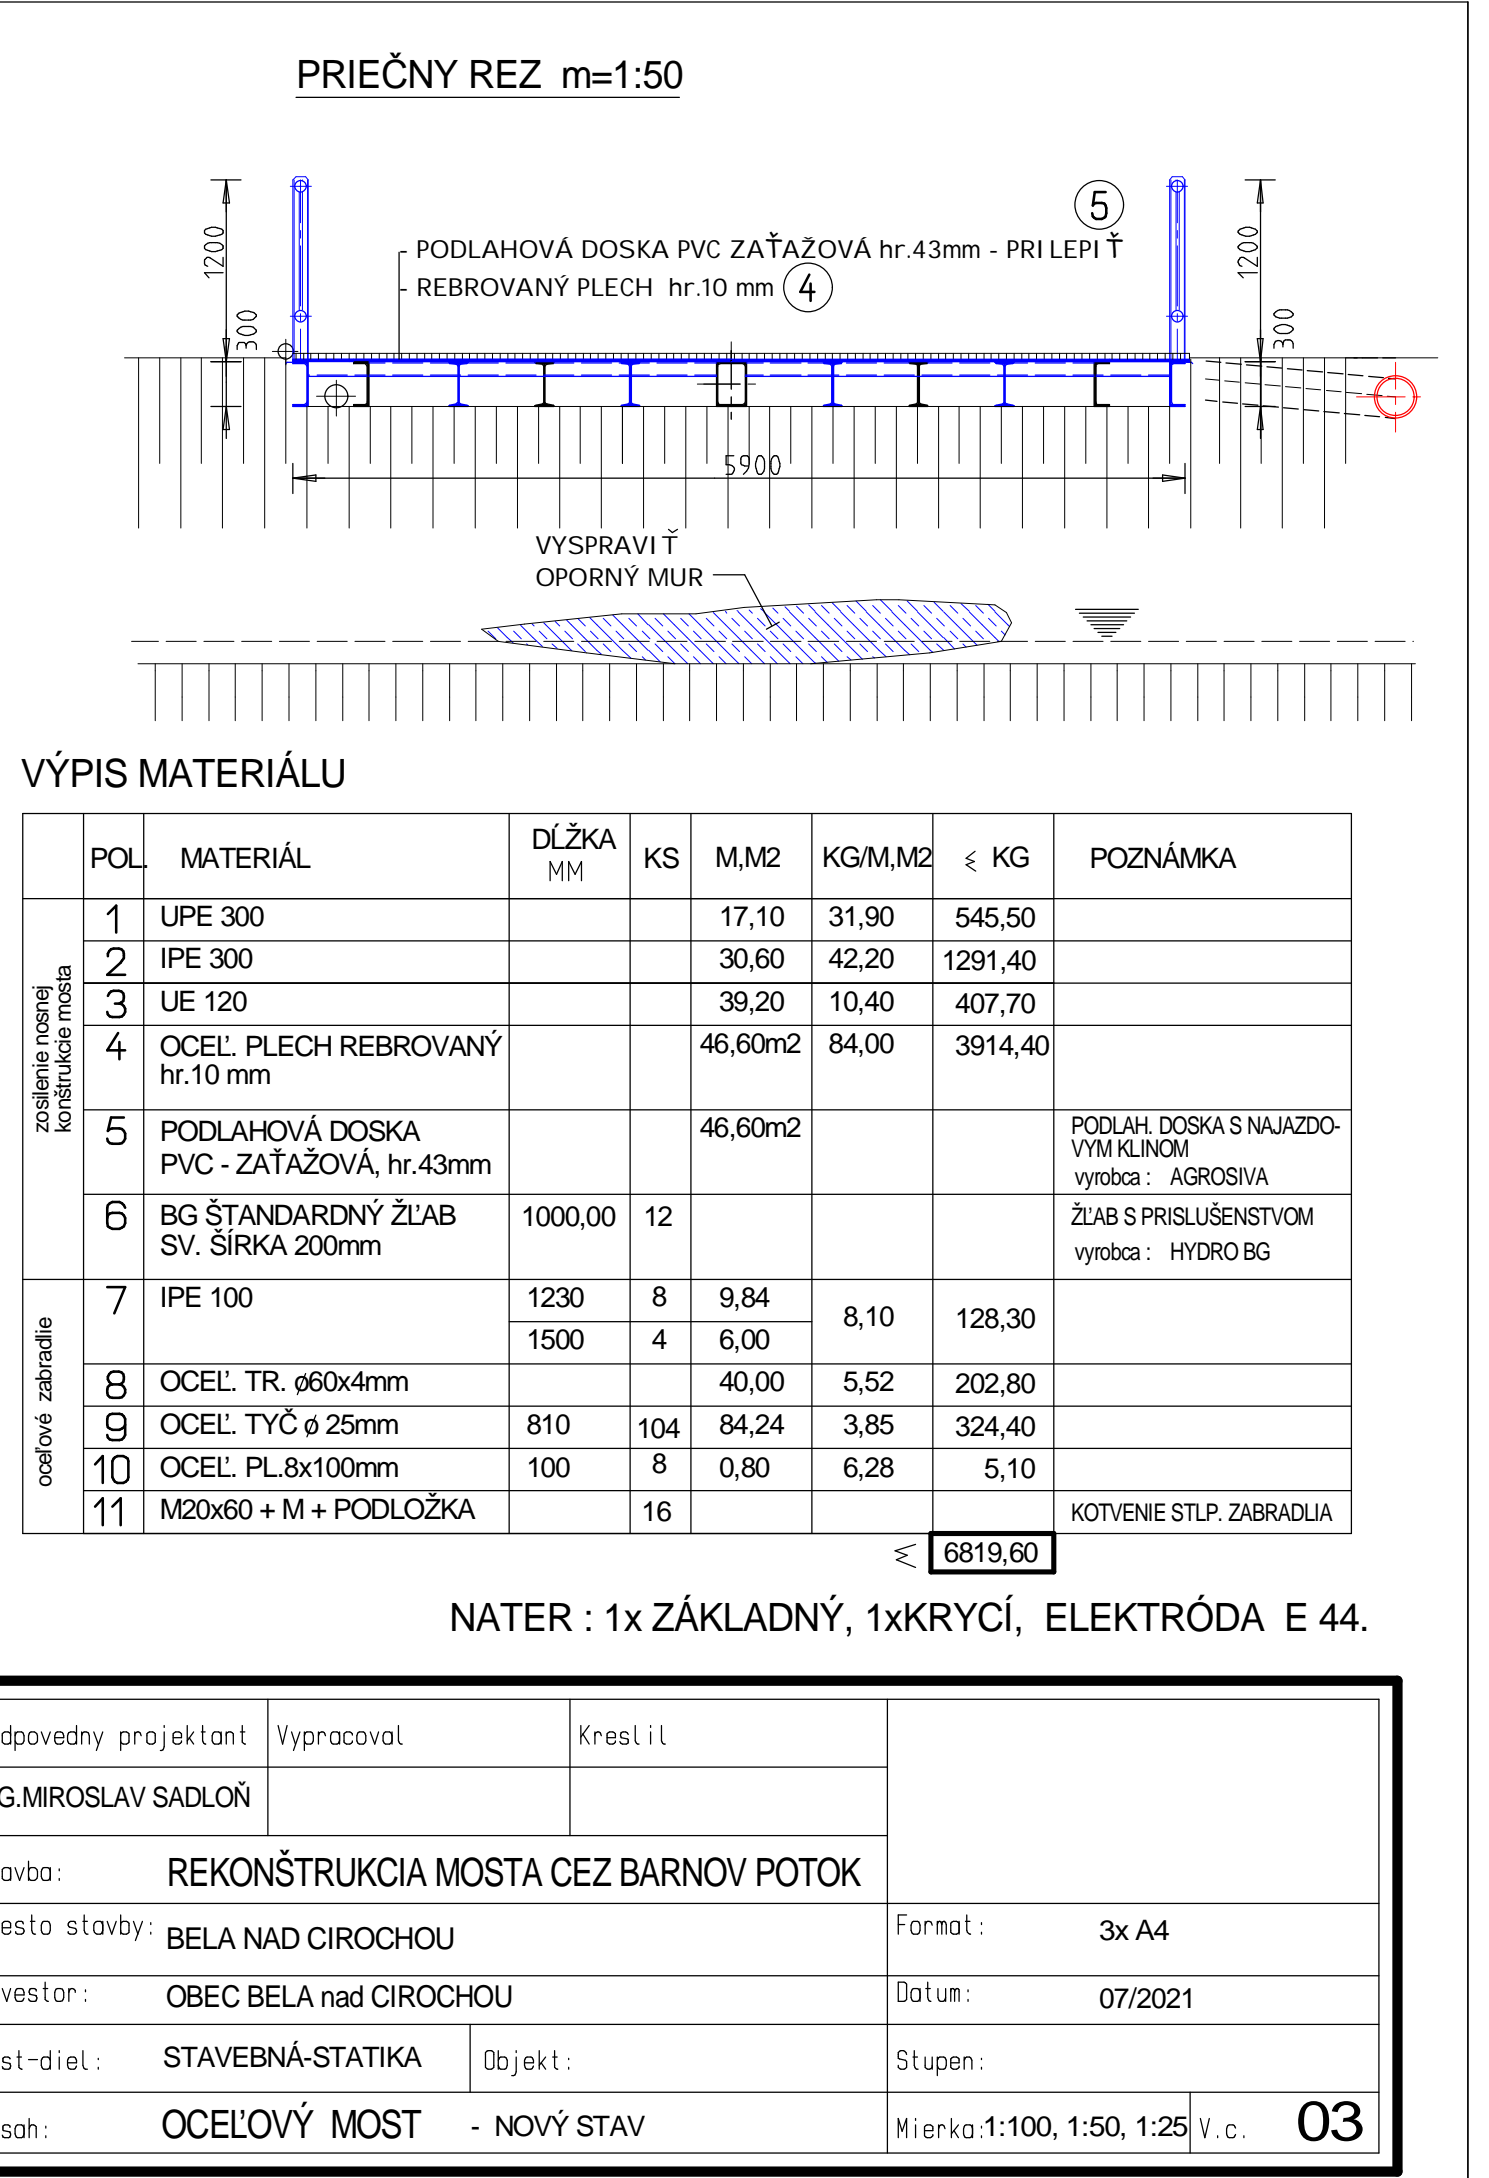 PRIEČNY REZ m=1:50
1200
300
- PODLAHOVÁ DOSKA PVC ZAŤAŽOVÁ hr.43mm - PRILEPIŤ
5
- REBROVANÝ PLECH hr.10 mm 4
1200
300
5900
VYSPRAVIŤ
OPORNÝ MUR
VÝPIS MATERIÁLU
POL. MATERIÁL DĹŽKA MM KS M,M2 KG/M,M2 ≤ KG POZNÁMKA
zosilenie nosnej
konštrukcie mosta
1 UPE 300 17,10 31,90 545,50
2 IPE 300 30,60 42,20 1291,40
3 UE 120 39,20 10,40 407,70
4 OCEĽ. PLECH REBROVANÝ 46,60m2 84,00 3914,40
hr.10 mm
5 PODLAHOVÁ DOSKA 46,60m2 PODLAH. DOSKA S NAJAZDO-
VYM KLINOM
PVC - ZAŤAŽOVÁ, hr.43mm vyrobca : AGROSIVA
6 BG ŠTANDARDNÝ ŽĽAB 1000,00 12 ŽĽAB S PRISLUŠENSTVOM
SV. ŠÍRKA 200mm vyrobca : HYDRO BG
oceľové zabradlie
7 IPE 100 1230 8 9,84 8,10 128,30
1500 4 6,00
8 OCEĽ. TR. ø60x4mm 40,00 5,52 202,80
9 OCEĽ. TYČ ø 25mm 810 104 84,24 3,85 324,40
10 OCEĽ. PL.8x100mm 100 8 0,80 6,28 5,10
11 M20x60 + M + PODLOŽKA 16 KOTVENIE STLP. ZABRADLIA
≤ 6819,60
NATER : 1x ZÁKLADNÝ, 1xKRYCÍ, ELEKTRÓDA E 44.
dpovedny projektant Vypracoval Kreslil
G.MIROSLAV SADLOŇ
avba: REKONŠTRUKCIA MOSTA CEZ BARNOV POTOK
esto stavby: BELA NAD CIROCHOU Format: 3x A4
vestor: OBEC BELA nad CIROCHOU Datum: 07/2021
st-diel: STAVEBNÁ-STATIKA Objekt: Stupen:
sah: OCEĽOVÝ MOST - NOVÝ STAV Mierka:1:100, 1:50, 1:25 V.c. 03